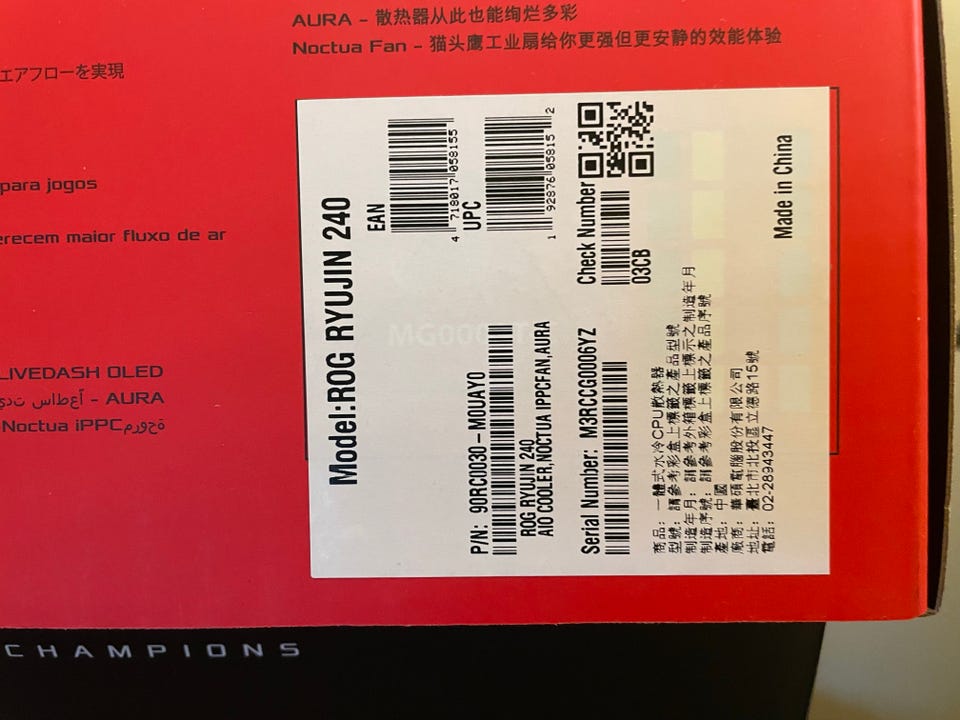 AURA - 散热器从此也能绚烂多彩
Noctua Fan - 猫头鹰工业扇给你更强但更安静的效能体验
エアフローを実現
para jogos
erecem maior fluxo de ar
LIVEDASH OLED
AURA - أعطاس تدي
Noctua iPPC
CHAMPIONS
Model:ROG RYUJIN 240
EAN
4 718017 058155
UPC
1 92876 05815 2
P/N: 90RC0030-M0UAY0
ROG RYUJIN 240
AIO COOLER,NOCTUA IPPCFAN,AURA
Check Number
03CB
Serial Number: M3RCCG0006YZ
商品: 一體式水冷CPU散熱器
型號: 請參考彩盒上標籤之產品型號
制造年月: 請參考外箱標籤上標示之制造年月
制造序號: 請參考彩盒上標籤之產品序號
產地: 中國
廠商: 華碩電腦股份有限公司
地址: 臺北市北投區立德路15號
電話: 02-28943447
Made in China